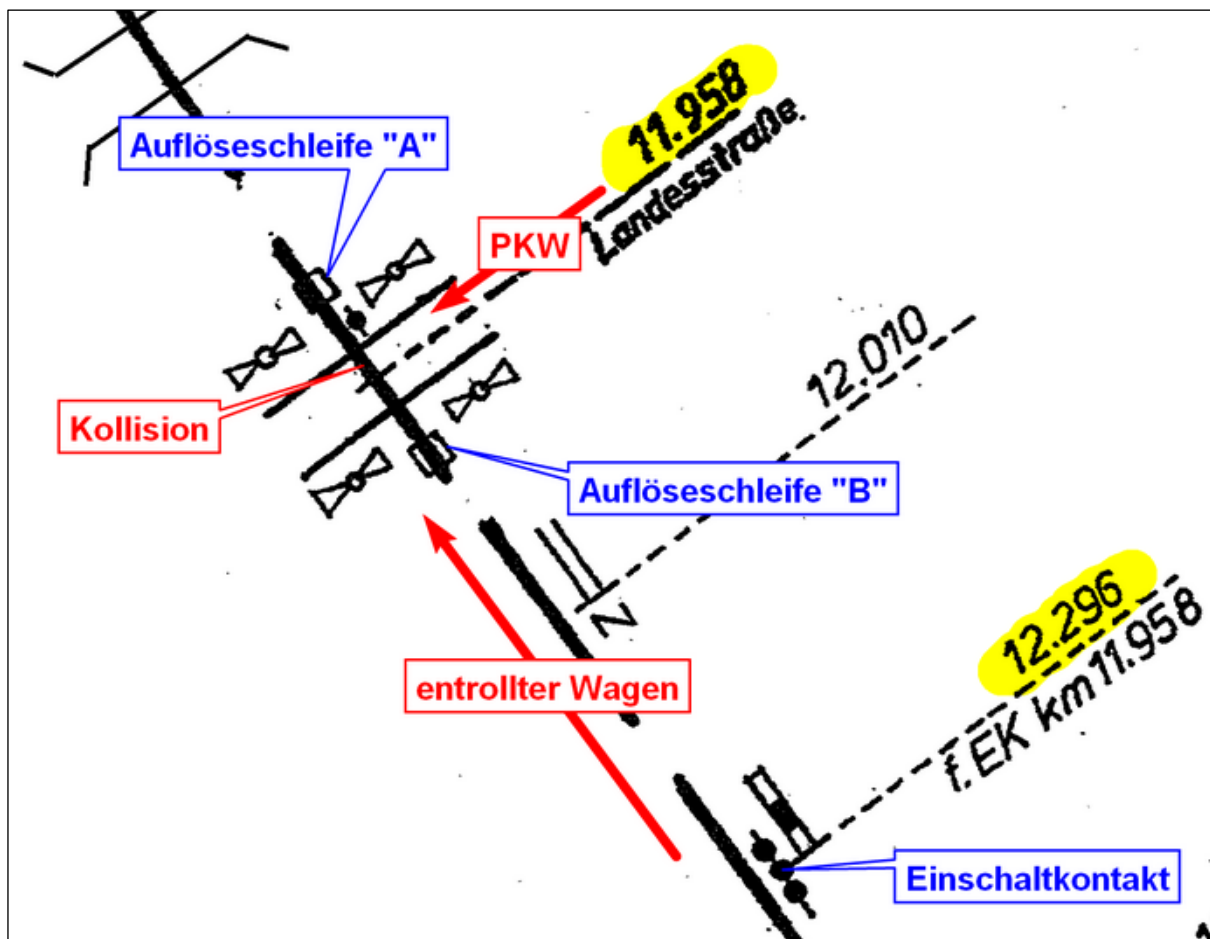 11.958
Landesstraße.
Auflöseschleife "A"
PKW
12.010
Kollision
Auflöseschleife "B"
Z
12.296
f. EK km 11.958
entrollter Wagen
Einschaltkontakt